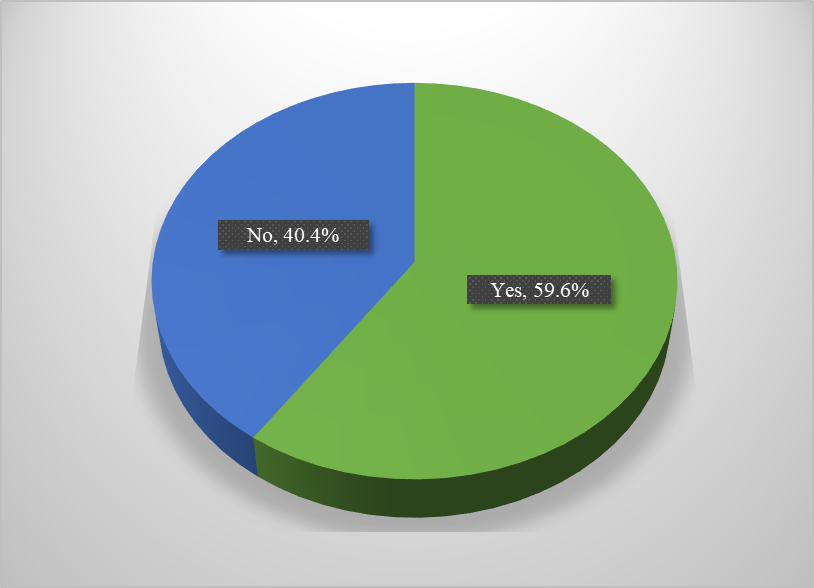 No, 40.4%
Yes, 59.6%